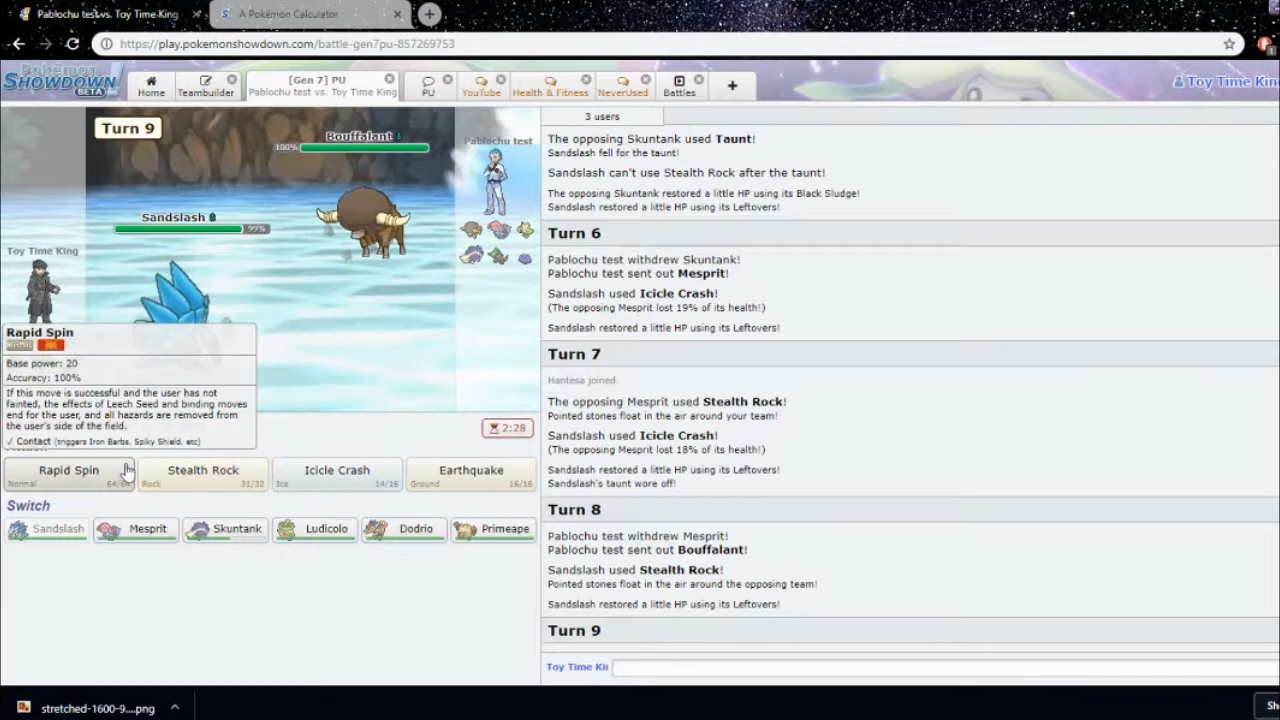 Pablochu test vs. Toy Time King
A Pokémon Calculator
https://play.pokemonshowdown.com/battle-gen7pu-857269753
Pokémon
SHOWDOWN!
BETA
Home
Teambuilder
[Gen 7] PU
Pablochu test vs. Toy Time King
PU
YouTube
Health & Fitness
NeverUsed
Battles
Toy Time King
Turn 9
Bouffalant
100%
Pablochu test
Sandslash
99%
Toy Time King
Rapid Spin
NORMAL
Base power: 20
Accuracy: 100%
If this move is successful and the user has not
fainted, the effects of Leech Seed and binding moves
end for the user, and all hazards are removed from
the user's side of the field.
✓ Contact (triggers Iron Barbs, Spiky Shield, etc)
2:28
Rapid Spin
Normal
Stealth Rock
Rock 31/32
Icicle Crash
Ice 14/16
Earthquake
Ground 16/16
Switch
Sandslash
Mesprit
Skuntank
Ludicolo
Dodrio
Primeape
3 users
The opposing Skuntank used Taunt!
Sandslash fell for the taunt!
Sandslash can't use Stealth Rock after the taunt!
The opposing Skuntank restored a little HP using its Black Sludge!
Sandslash restored a little HP using its Leftovers!
Turn 6
Pablochu test withdrew Skuntank!
Pablochu test sent out Mesprit!
Sandslash used Icicle Crash!
(The opposing Mesprit lost 19% of its health!)
Sandslash restored a little HP using its Leftovers!
Turn 7
Hantesa joined.
The opposing Mesprit used Stealth Rock!
Pointed stones float in the air around your team!
Sandslash used Icicle Crash!
(The opposing Mesprit lost 18% of its health!)
Sandslash restored a little HP using its Leftovers!
Sandslash's taunt wore off!
Turn 8
Pablochu test withdrew Mesprit!
Pablochu test sent out Bouffalant!
Sandslash used Stealth Rock!
Pointed stones float in the air around the opposing team!
Sandslash restored a little HP using its Leftovers!
Turn 9
Toy Time Ki
stretched-1600-9....png
Sh